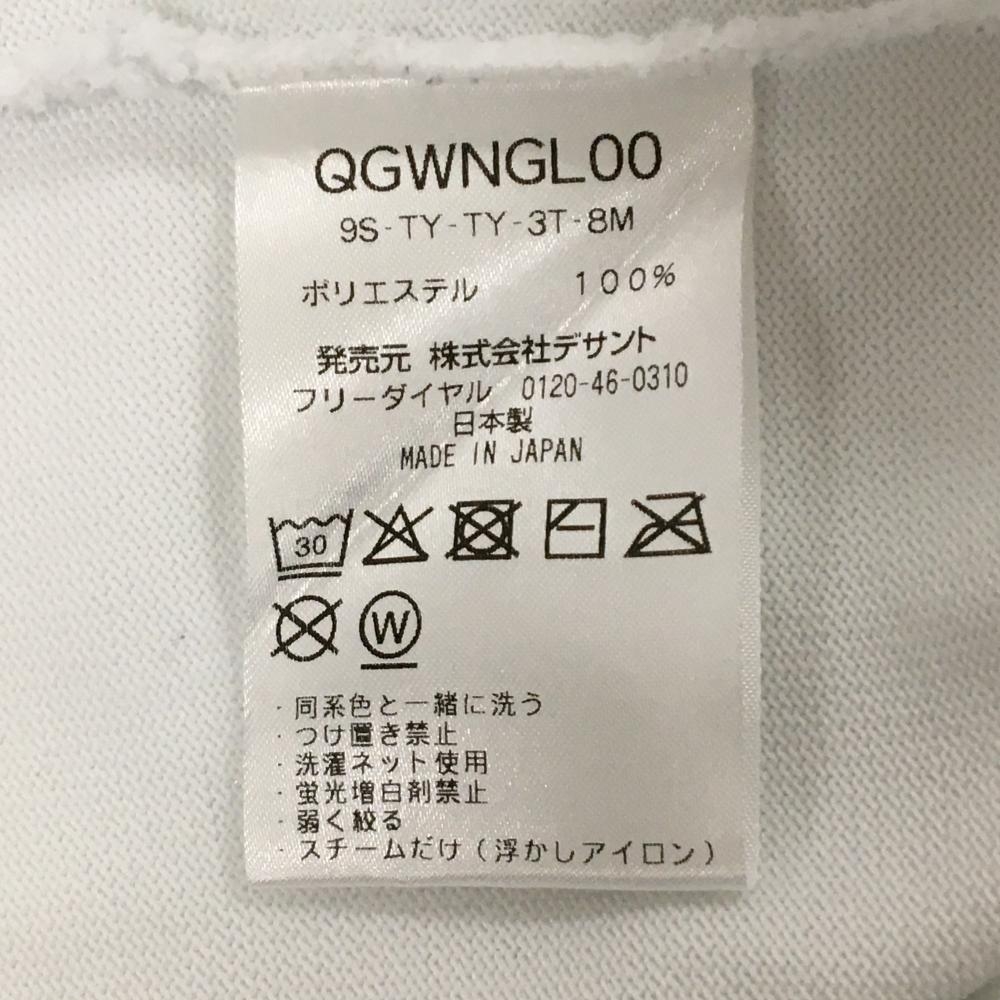 QGWNGL00
9S-TY-TY-3T-8M
ポリエステル 100%
発売元 株式会社デサント
フリーダイヤル 0120-46-0310
日本製
MADE IN JAPAN
30
W
・同系色と一緒に洗う
・つけ置き禁止
・洗濯ネット使用
・蛍光増白剤禁止
・弱く絞る
・スチームだけ（浮かしアイロン）